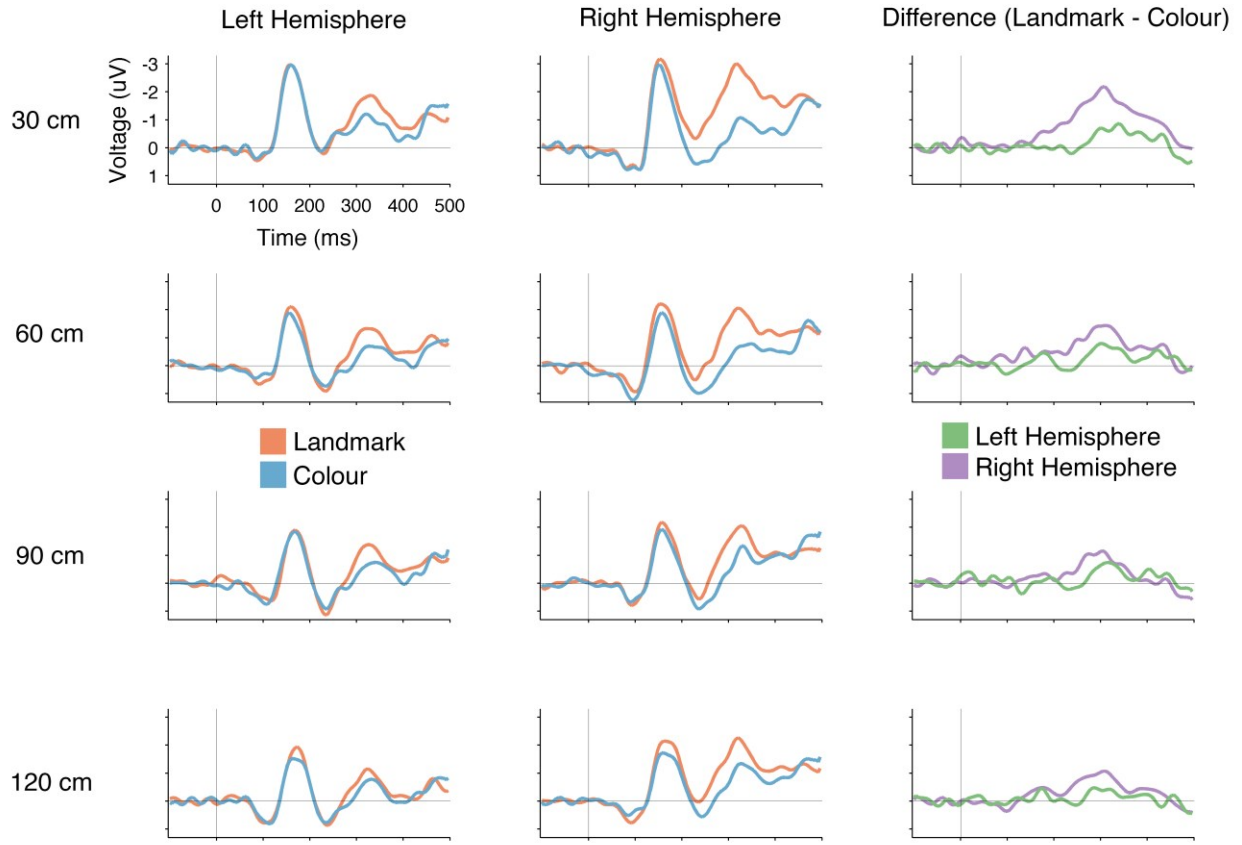 Left Hemisphere
Right Hemisphere
Difference (Landmark - Colour)
30 cm
Voltage (uV)
-3
-2
-1
0
1
0 100 200 300 400 500
Time (ms)
60 cm
Landmark
Colour
Left Hemisphere
Right Hemisphere
90 cm
120 cm